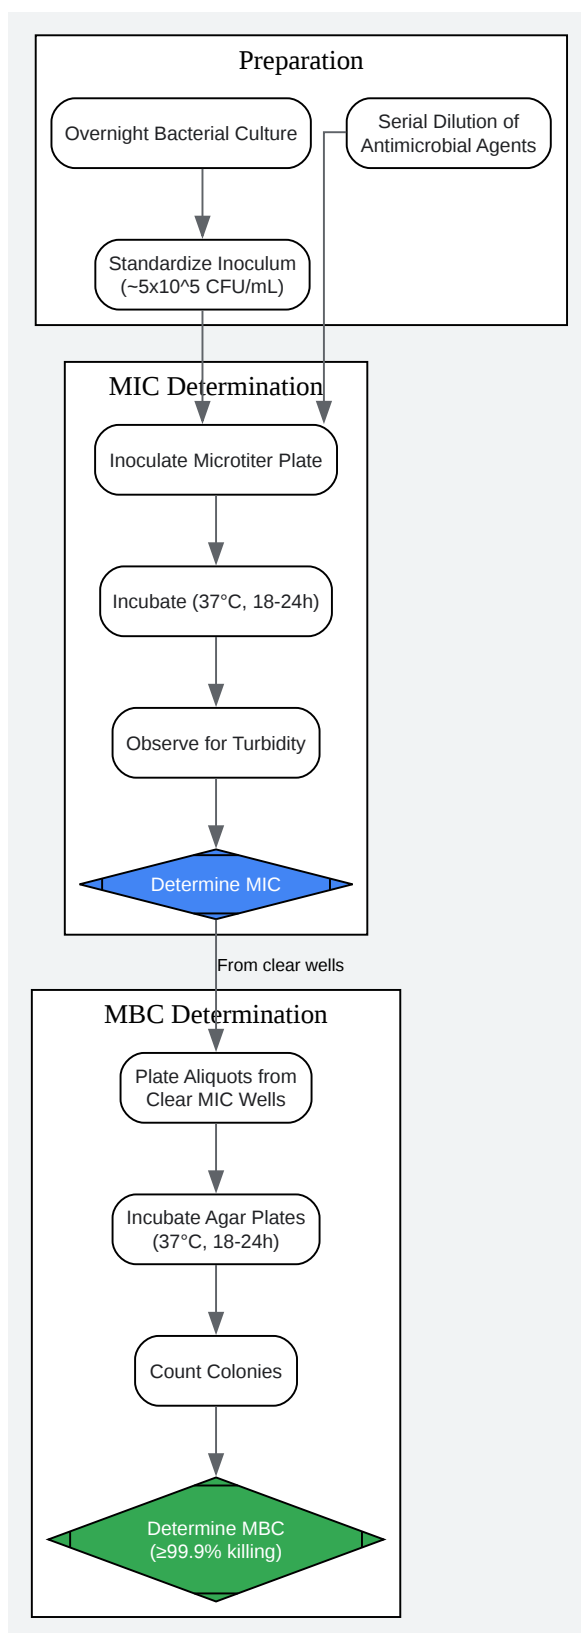 Preparation
Overnight Bacterial Culture
Serial Dilution of
Antimicrobial Agents
Standardize Inoculum
(~5x10^5 CFU/mL)
MIC Determination
Inoculate Microtiter Plate
Incubate (37°C, 18-24h)
Observe for Turbidity
Determine MIC
From clear wells
MBC Determination
Plate Aliquots from
Clear MIC Wells
Incubate Agar Plates
(37°C, 18-24h)
Count Colonies
Determine MBC
(≥99.9% killing)